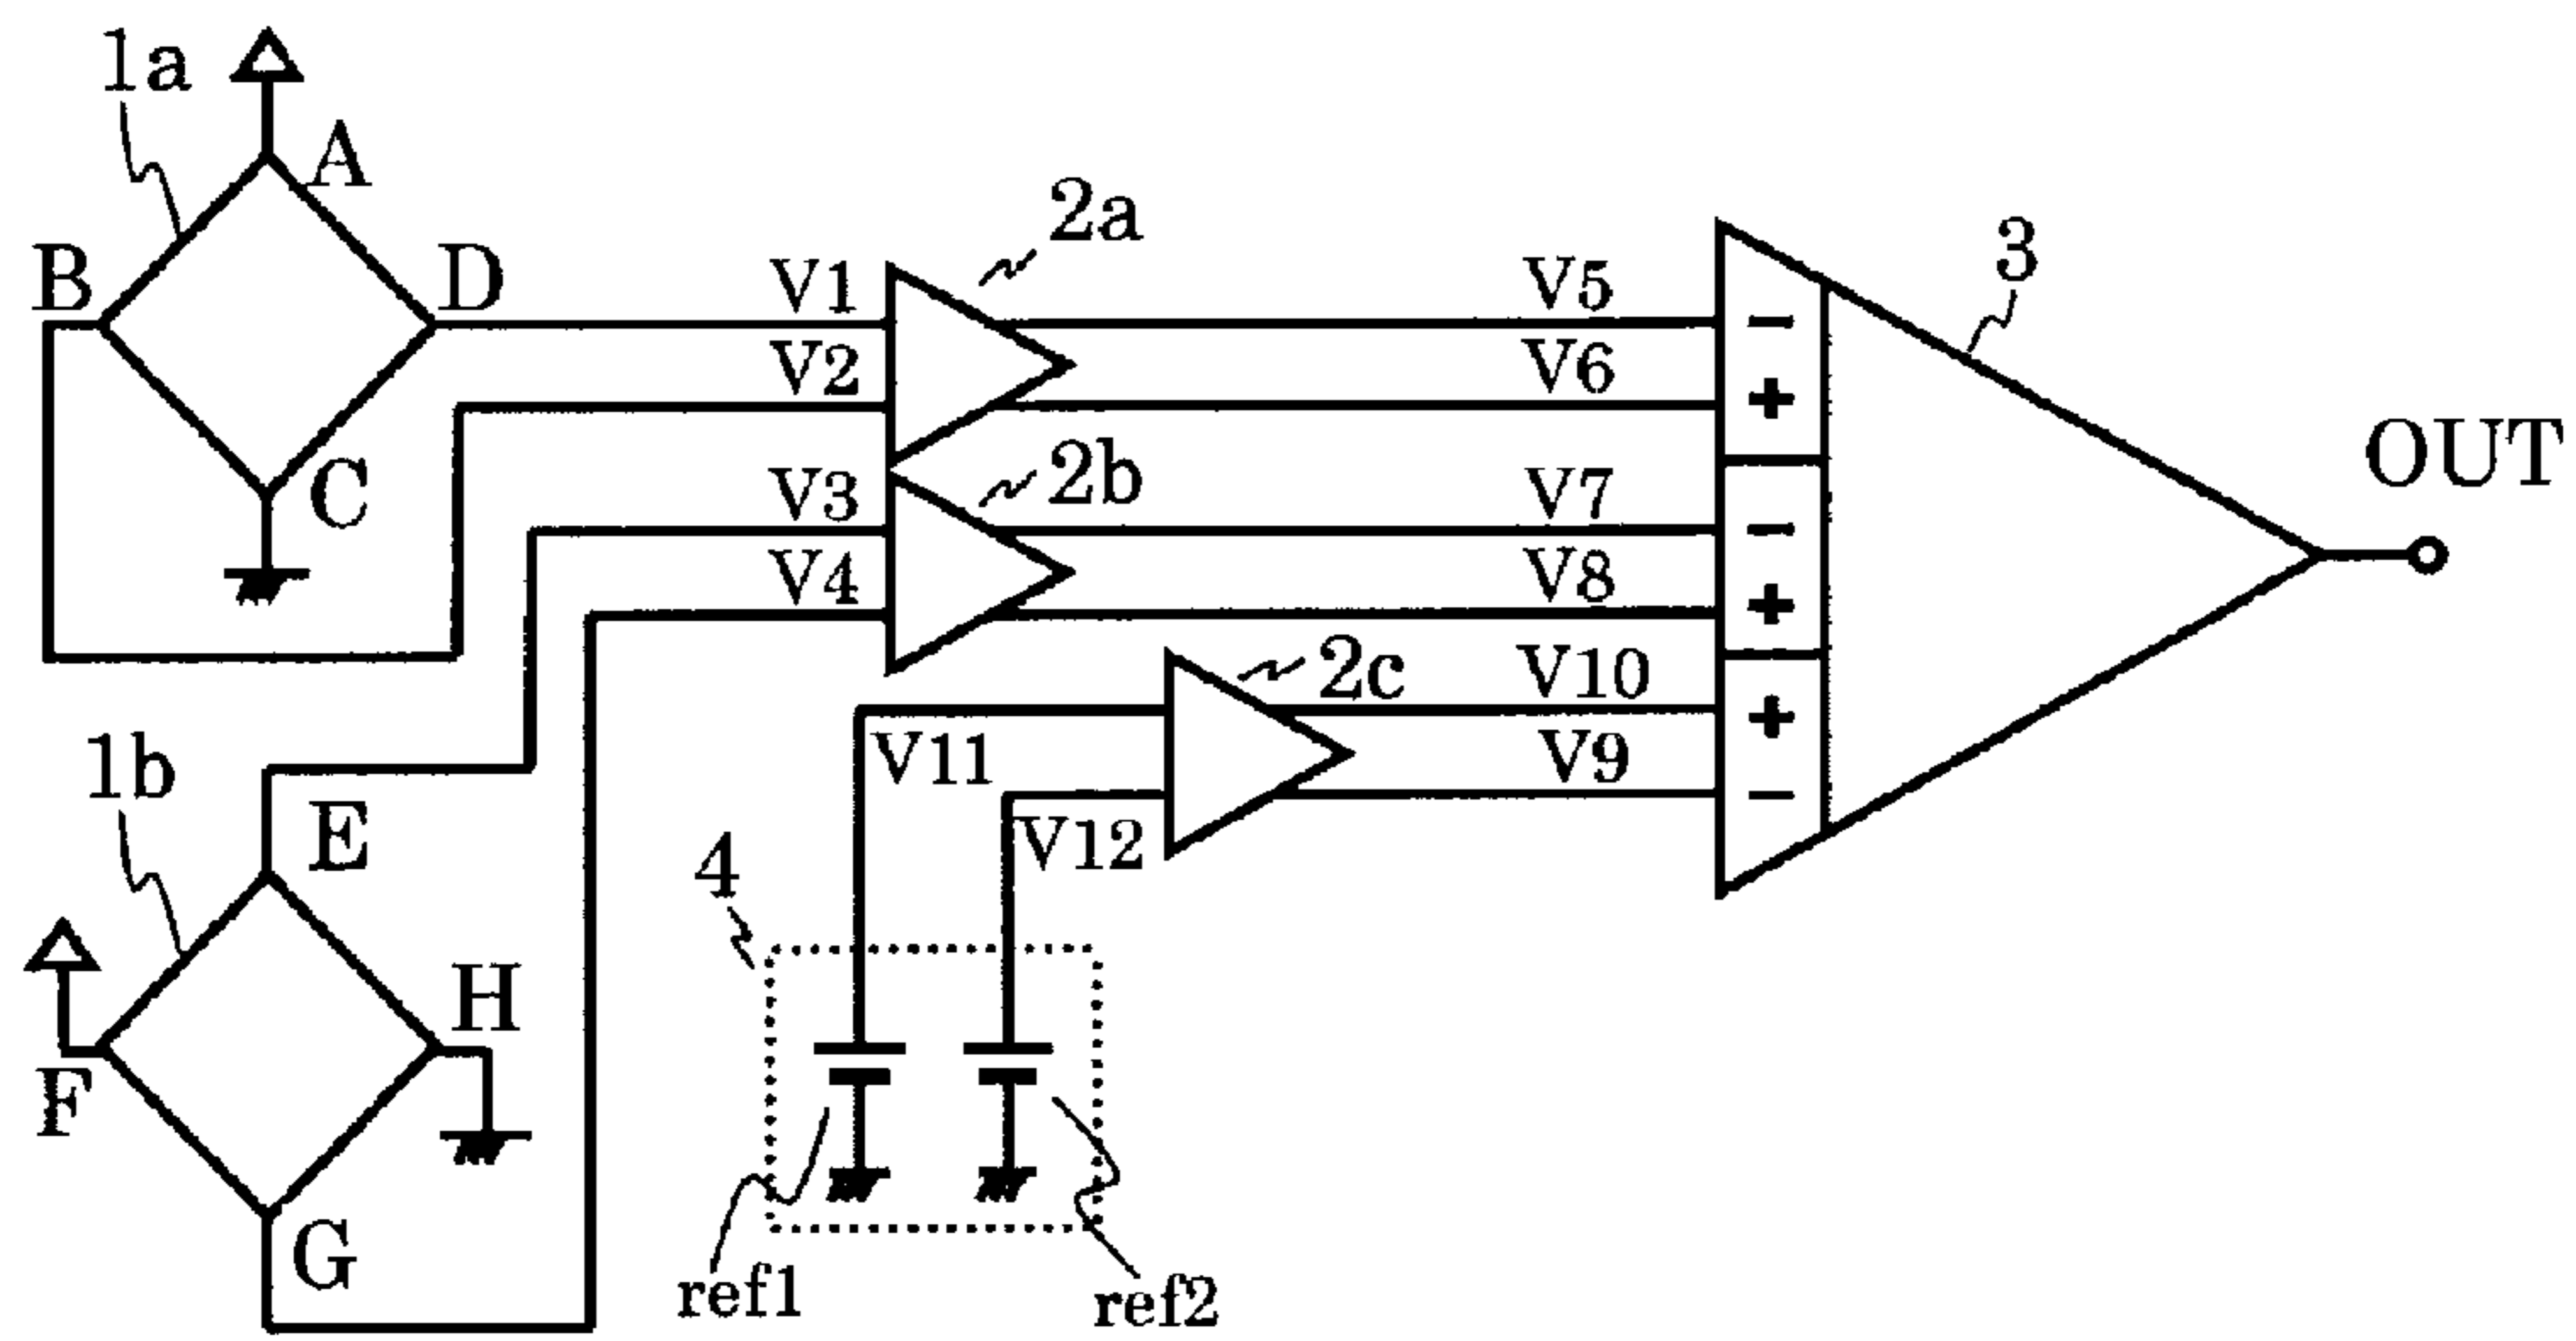 1a
A
B
D
C
V1
V2
2a
V5
V6
3
-
+
V3
V4
2b
V7
V8
-
+
OUT
2c
V10
V9
+
-
V11
V12
1b
E
F
H
G
4
ref1
ref2